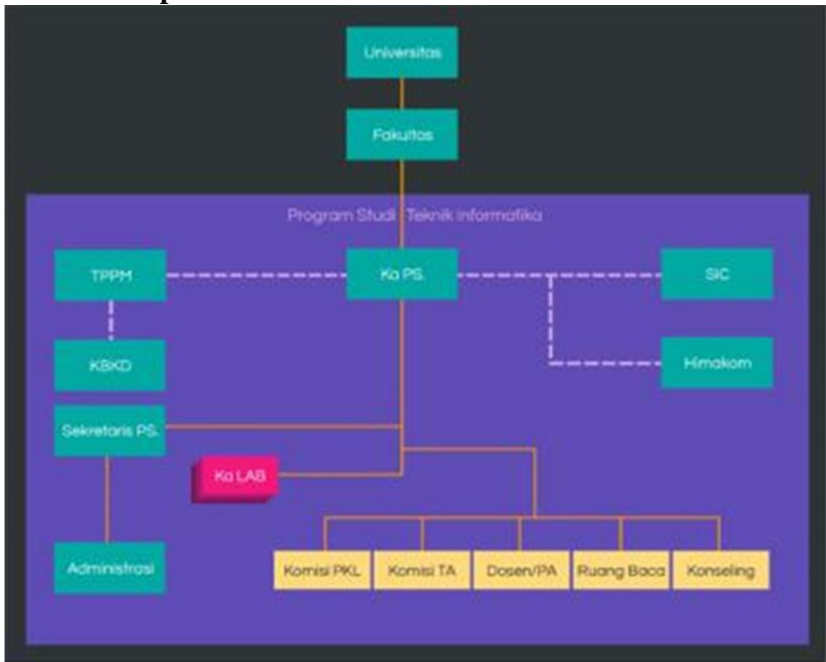 Universitas
Fakultas
Program Studi Teknik Informatika
TPPM
Ka PS.
SIC
KBKD
Himakom
Sekretaris PS.
Ka LAB
Administrasi
Komisi PKL
Komisi TA
Dosen/PA
Ruang Baca
Konseling